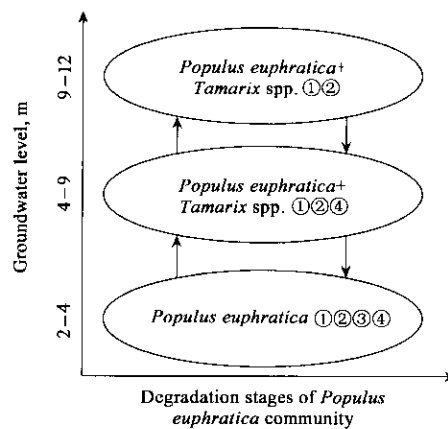 Groundwater level, m
9–12
4–9
2–4
Populus euphratica+
Tamarix spp. ①②
Populus euphratica+
Tamarix spp. ①②④
Populus euphratica ①②③④
Degradation stages of Populus
euphratica community